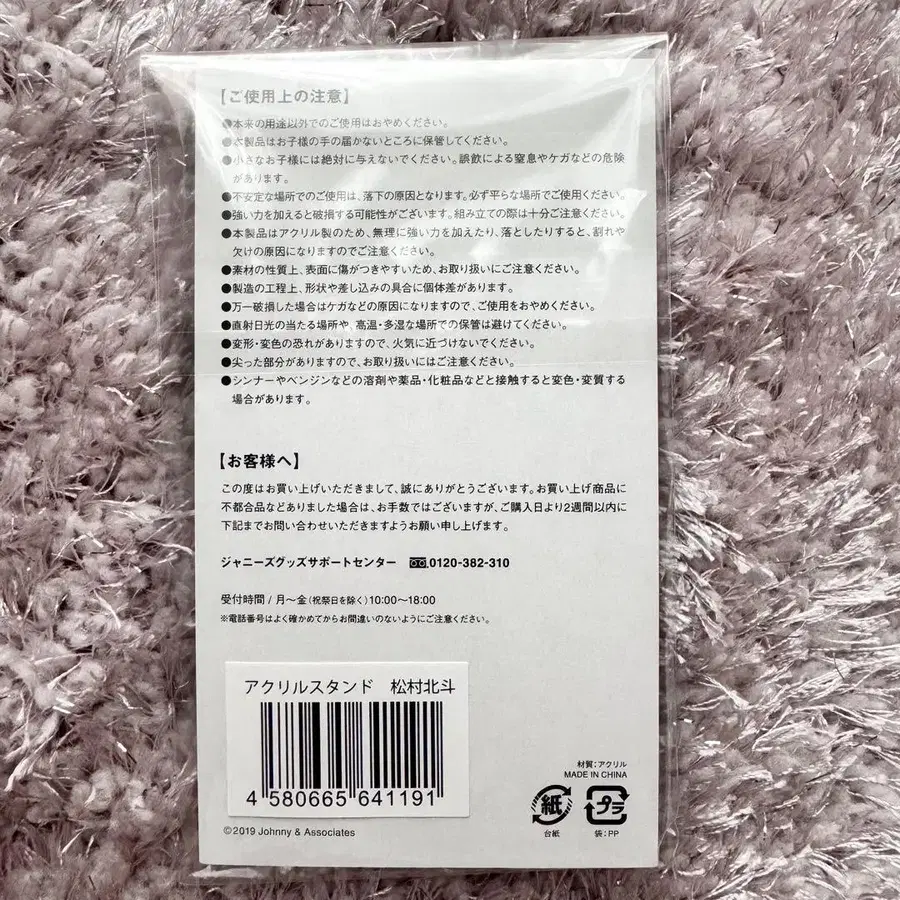 【ご使用上の注意】
●本来の用途以外でのご使用はおやめください。
●本製品はお子様の手の届かないところに保管してください。
●小さなお子様には絶対に与えないでください。誤飲による窒息やケガなどの危険
があります。
●不安定な場所でのご使用は、落下の原因となります。必ず平らな場所でご使用ください。
●強い力を加えると破損する可能性がございます。組み立ての際は十分ご注意ください。
●本製品はアクリル製のため、無理に強い力を加えたり、落としたりすると、割れや
欠けの原因になりますのでご注意ください。
●素材の性質上、表面に傷がつきやすいため、お取り扱いにご注意ください。
●製造の工程上、形状や差し込みの具合に個体差があります。
●万一破損した場合はケガなどの原因になりますので、ご使用をおやめください。
●直射日光の当たる場所や、高温・多湿な場所での保管は避けてください。
●変形・変色の恐れがありますので、火気に近づけないでください。
●尖った部分がありますので、お取り扱いにはご注意ください。
●シンナーやベンジンなどの溶剤や薬品・化粧品などと接触すると変色・変質する
場合があります。
【お客様へ】
この度はお買い上げいただきまして、誠にありがとうございます。お買い上げ商品に
不都合品などありました場合は、お手数ではございますが、ご購入日より2週間以内に
下記までお問い合わせいただきますようお願い申し上げます。
ジャニーズグッズサポートセンター 0120-382-310
受付時間 / 月〜金(祝祭日を除く)10:00〜18:00
※電話番号はよく確かめてからお間違いのないようにご注意ください。
アクリルスタンド 松村北斗
4 580665 641191
©2019 Johnny & Associates
材質：アクリル
MADE IN CHINA
紙
台紙
プラ
袋：PP